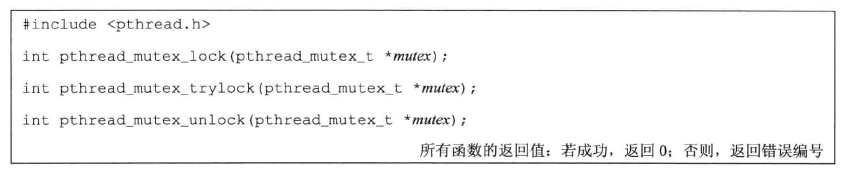 #include <pthread.h>
int pthread_mutex_lock(pthread_mutex_t *mutex);
int pthread_mutex_trylock(pthread_mutex_t *mutex);
int pthread_mutex_unlock(pthread_mutex_t *mutex);
所有函数的返回值：若成功，返回 0；否则，返回错误编号